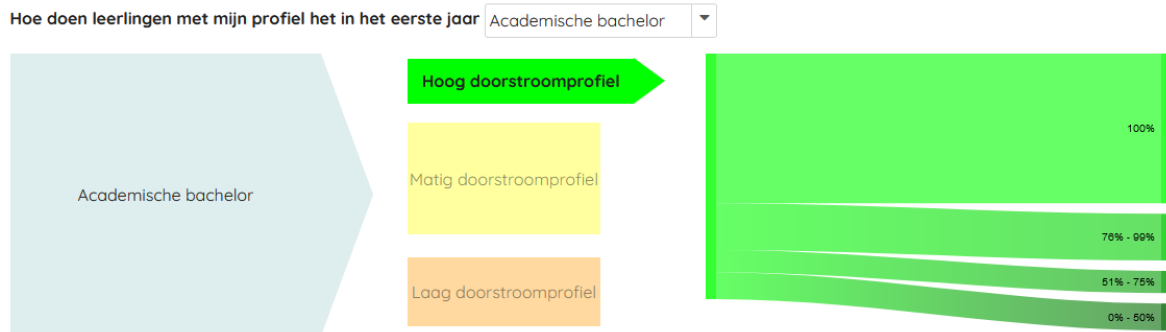 Hoe doen leerlingen met mijn profiel het in het eerste jaar Academische bachelor
Academische bachelor
Hoog doorstroomprofiel
Matig doorstroomprofiel
Laag doorstroomprofiel
100%
76% - 99%
51% - 75%
0% - 50%